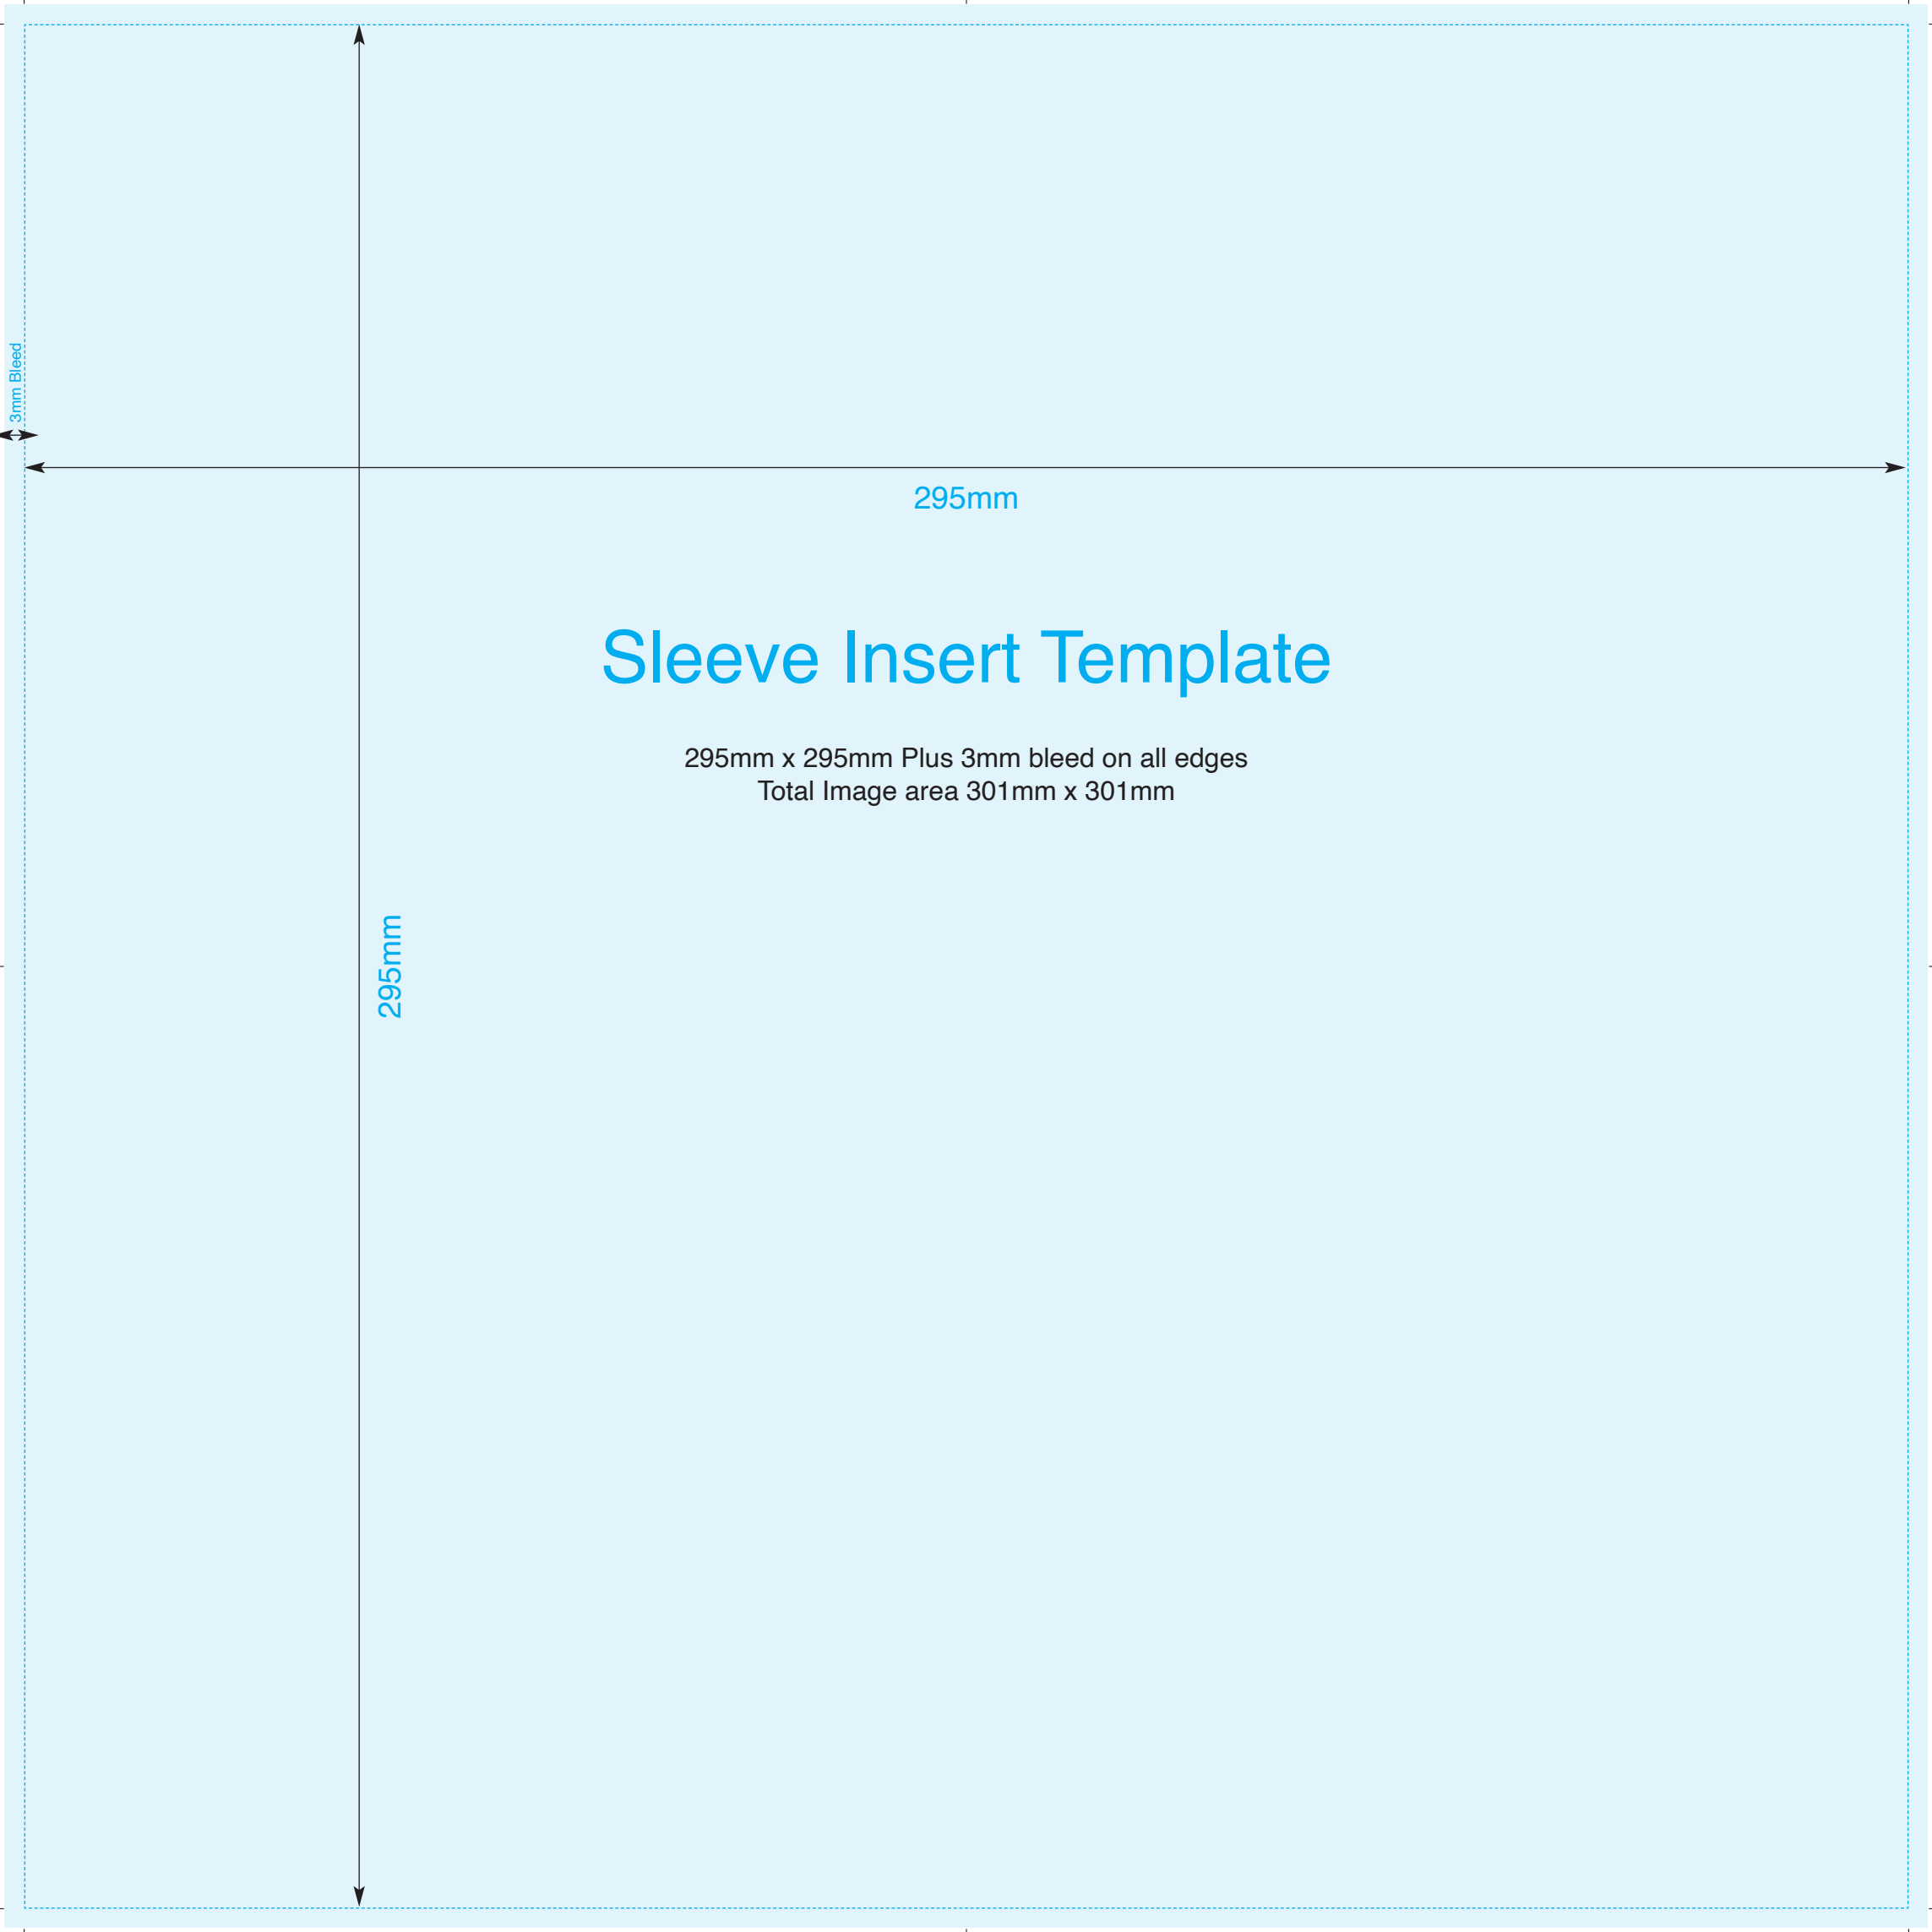 3mm Bleed
295mm
Sleeve Insert Template
295mm x 295mm Plus 3mm bleed on all edges
Total Image area 301mm x 301mm
295mm